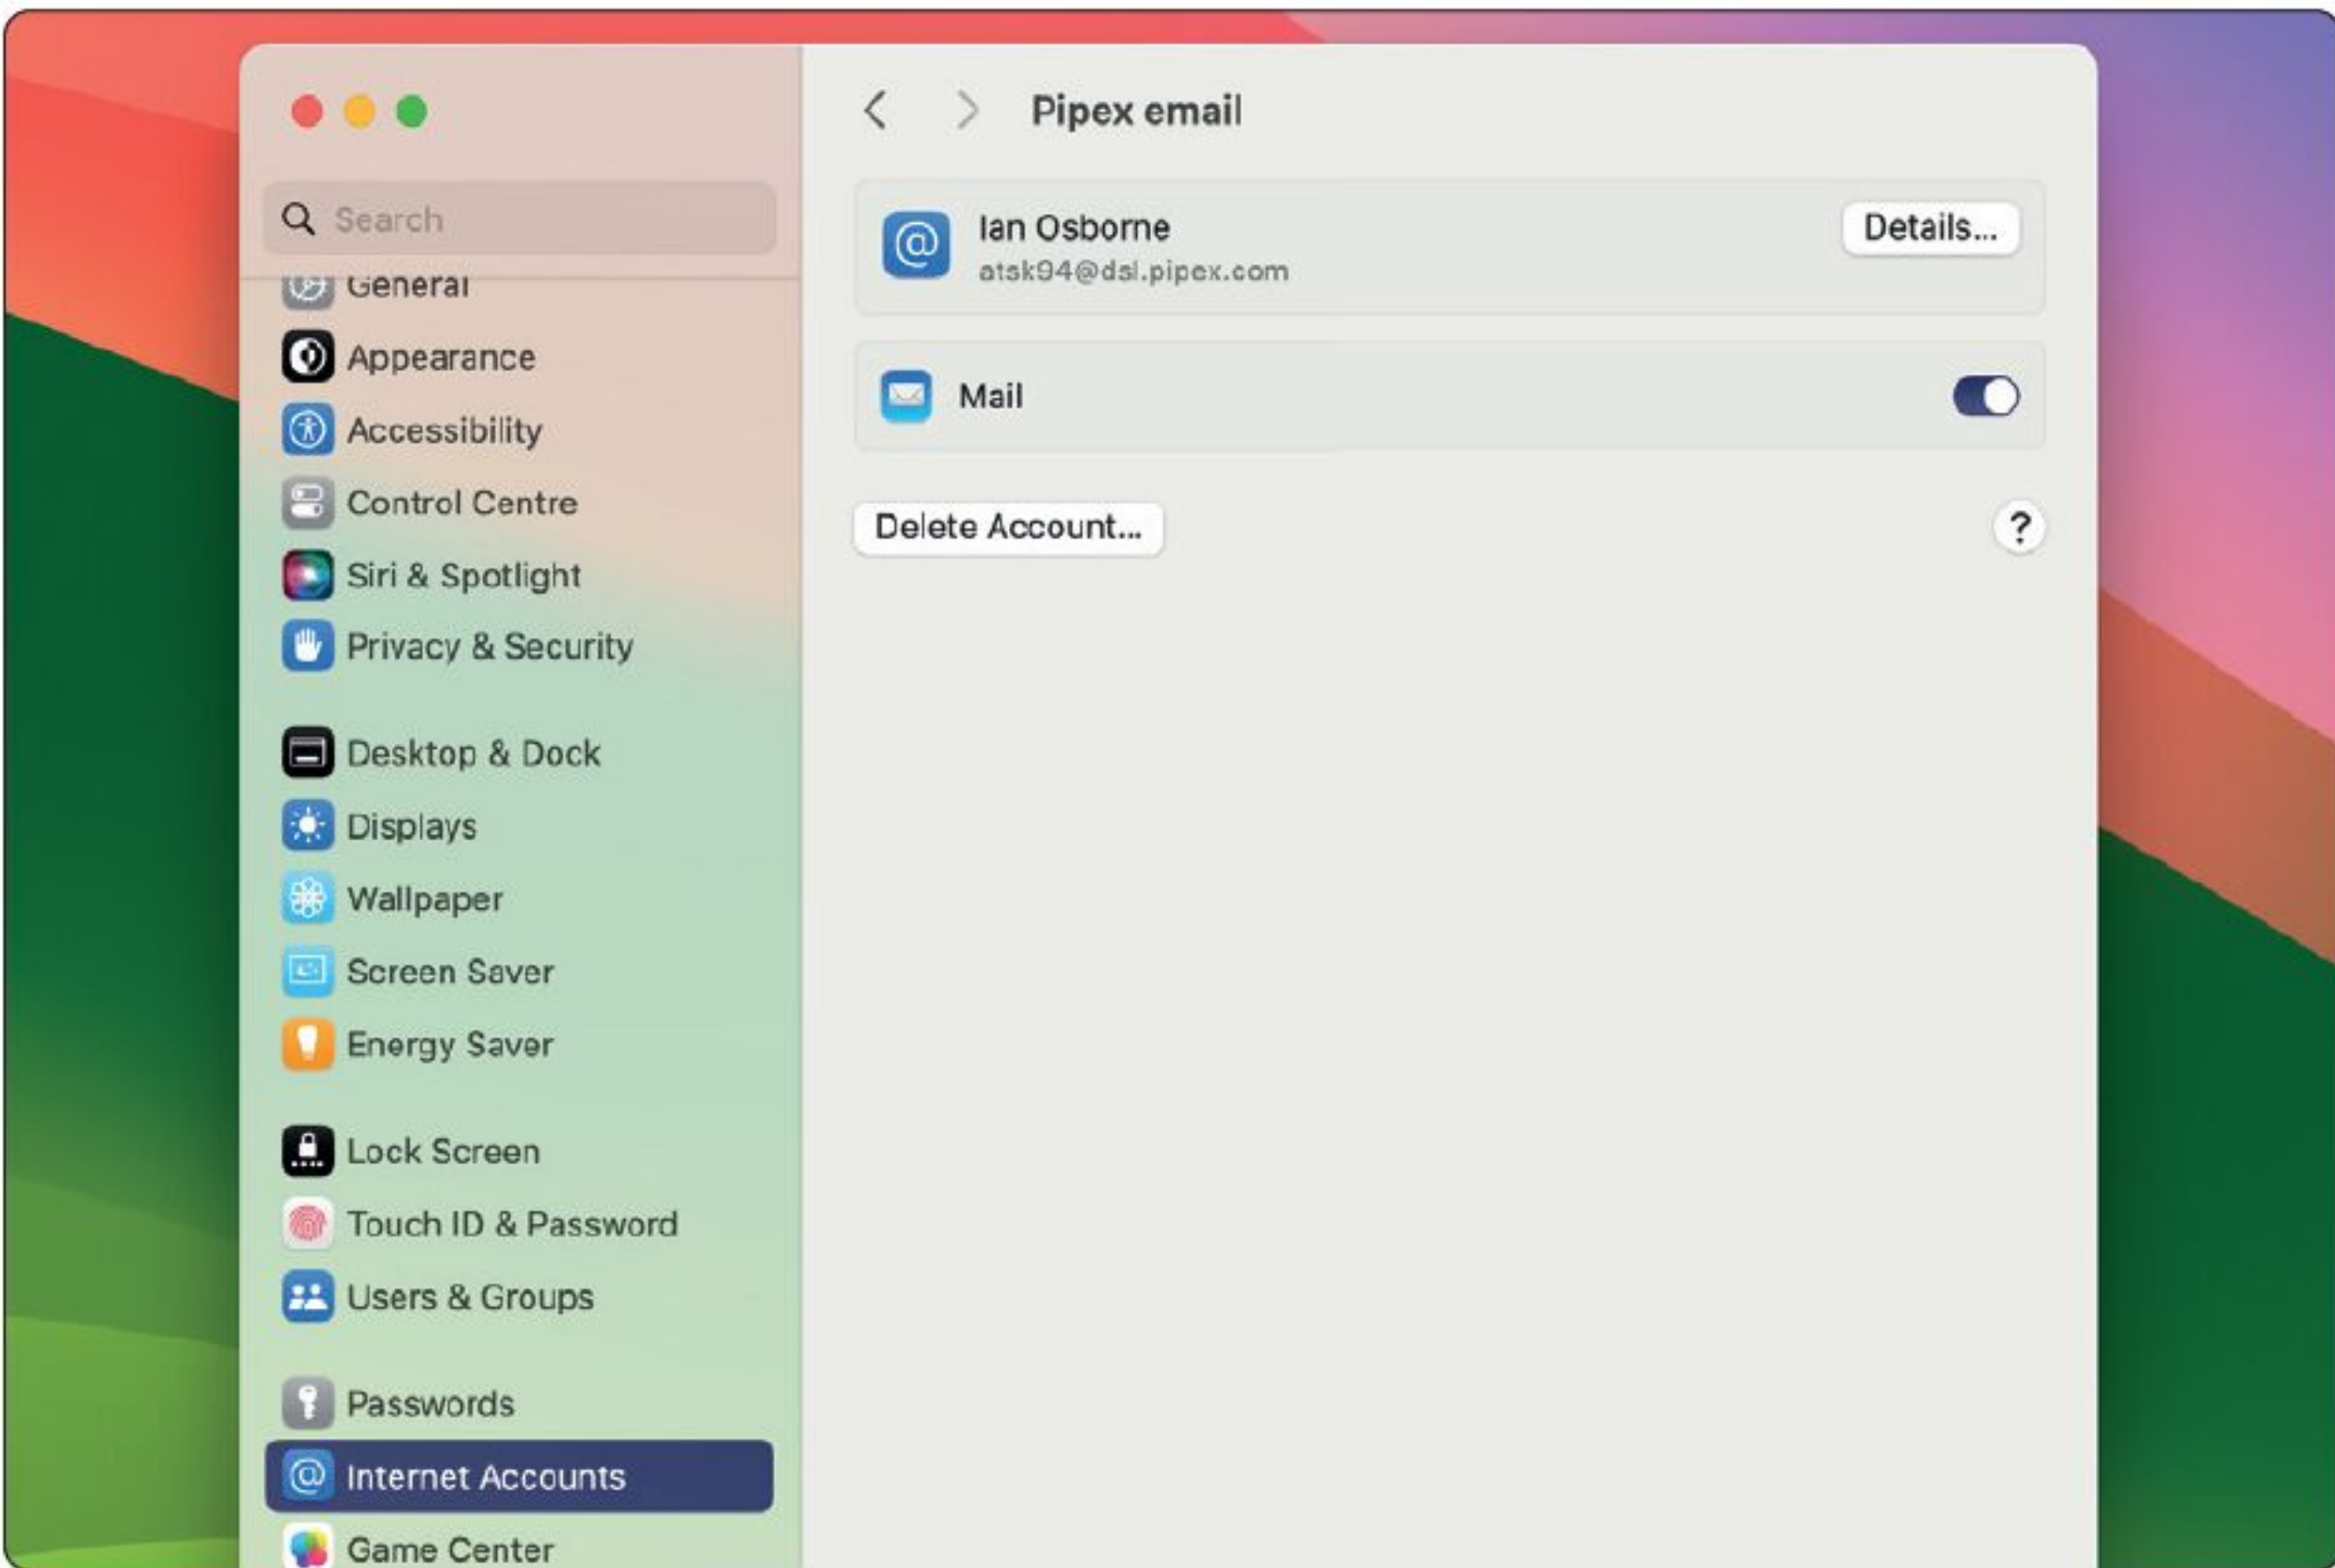 Search
General
Appearance
Accessibility
Control Centre
Siri & Spotlight
Privacy & Security
Desktop & Dock
Displays
Wallpaper
Screen Saver
Energy Saver
Lock Screen
Touch ID & Password
Users & Groups
Passwords
@ Internet Accounts
Game Center
Pipex email
@ Ian Osborne
Details...
atsk94@dsl.pipex.com
Mail
Delete Account...
?